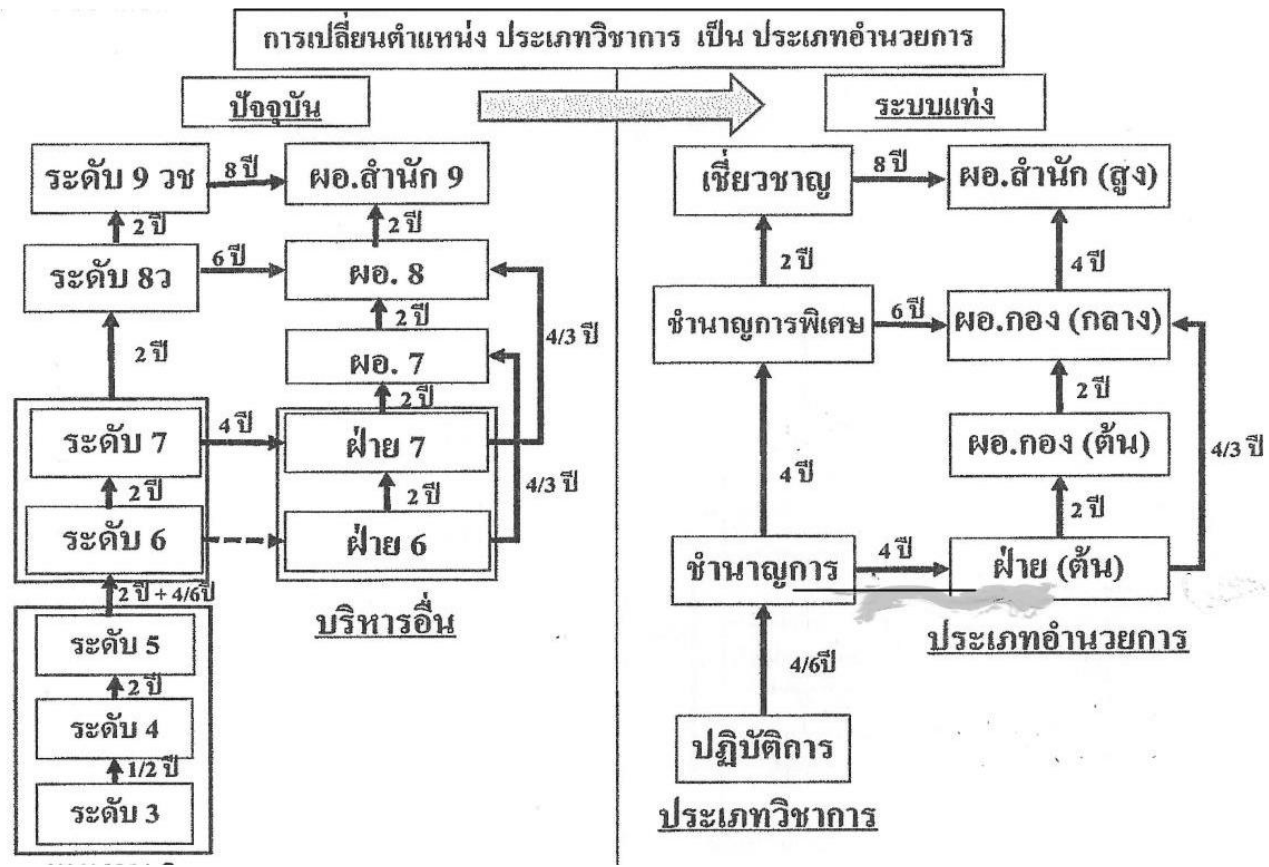 การเปลี่ยนตำแหน่ง ประเภทวิชาการ เป็น ประเภทอำนวยการ
ปัจจุบัน
ระบบแท่ง
ระดับ 9 วช
8 ปี
ผอ.สำนัก 9
2 ปี
2 ปี
ระดับ 8ว
6 ปี
ผอ. 8
2 ปี
2 ปี
4/3 ปี
ผอ. 7
2 ปี
ระดับ 7
4 ปี
ฝ่าย 7
2 ปี
2 ปี
4/3 ปี
ระดับ 6
ฝ่าย 6
2 ปี + 4/6ปี
บริหารอื่น
ระดับ 5
2 ปี
ระดับ 4
1/2 ปี
ระดับ 3
เชี่ยวชาญ
8 ปี
ผอ.สำนัก (สูง)
2 ปี
4 ปี
ชำนาญการพิเศษ
6 ปี
ผอ.กอง (กลาง)
2 ปี
4 ปี
ผอ.กอง (ต้น)
4/3 ปี
2 ปี
ชำนาญการ
4 ปี
ฝ่าย (ต้น)
ประเภทอำนวยการ
4/6ปี
ปฏิบัติการ
ประเภทวิชาการ